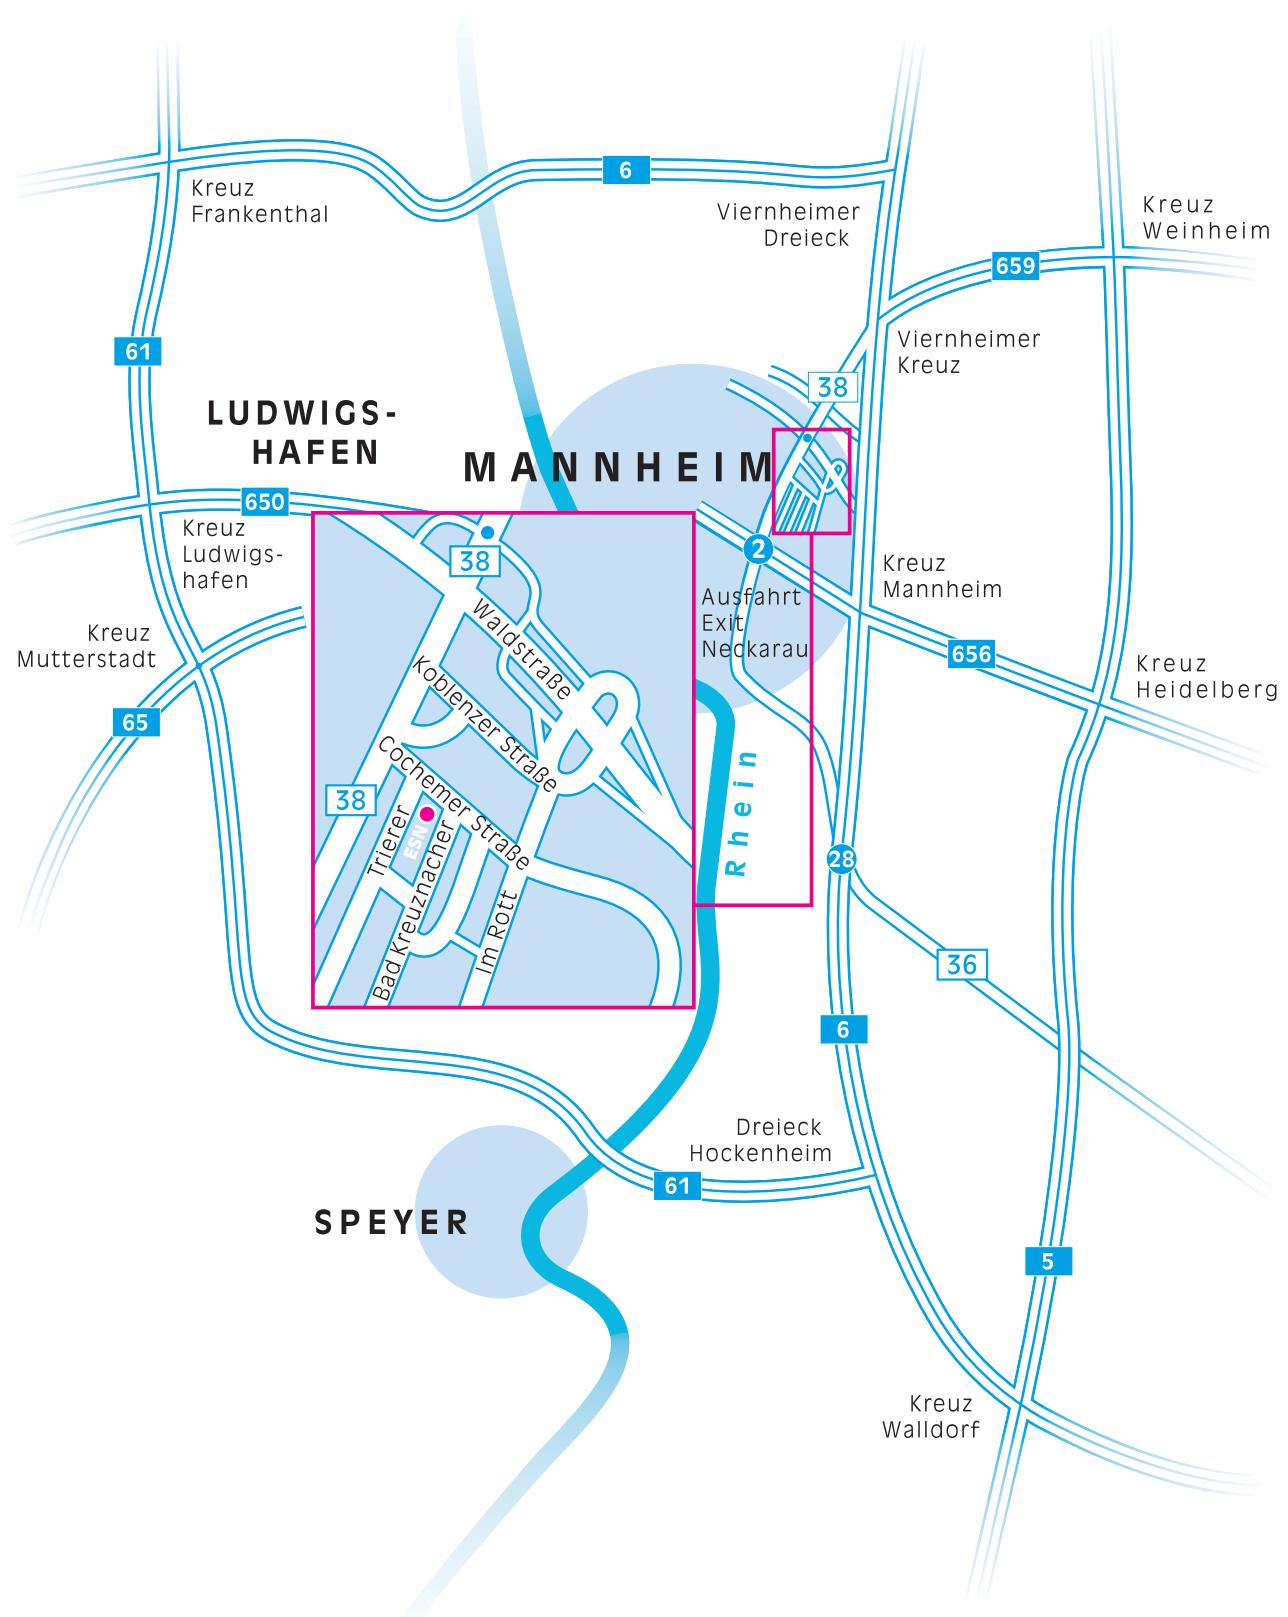 6
Kreuz
Frankenthal
Viernheimer
Dreieck
Kreuz
Weinheim
659
61
Viernheimer
Kreuz
38
LUDWIGS-
HAFEN
MANNHEIM
650
Kreuz
Ludwigs-
hafen
2
38
Kreuz
Mannheim
Ausfahrt
Exit
Neckarau
Waldstraße
Kreuz
Mutterstadt
656
Kreuz
Heidelberg
65
Koblenzer Straße
Cochemer Straße
38
Rhein
Trierer
ESN
Bad Kreuznacher
Im Rott
28
36
6
Dreieck
Hockenheim
61
SPEYER
5
Kreuz
Walldorf